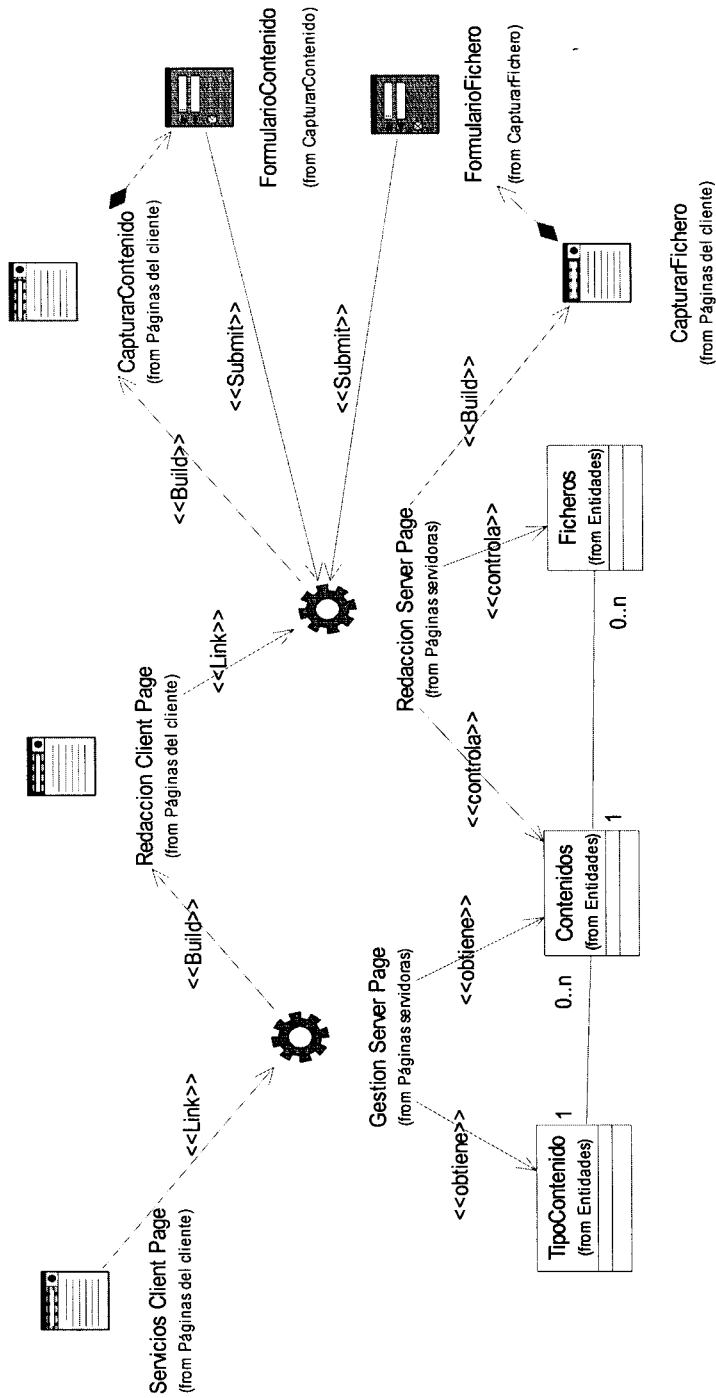 Servicios Client Page
(from Páginas del cliente)
<<Link>>
Gestion Server Page
(from Páginas servidoras)
<<Build>>
Redaccion Client Page
(from Páginas del cliente)
<<Link>>
Redaccion Server Page
(from Páginas servidoras)
<<Build>>
CapturarContenido
(from Páginas del cliente)
FormularioContenido
(from CapturarContenido)
<<Submit>>
<<Submit>>
FormularioFichero
(from CapturarFichero)
<<Build>>
CapturarFichero
(from Páginas del cliente)
<<obtiene>>
<<obtiene>>
<<controla>>
<<controla>>
TipoContenido
(from Entidades)
1
0..n
Contenidos
(from Entidades)
1
0..n
Ficheros
(from Entidades)